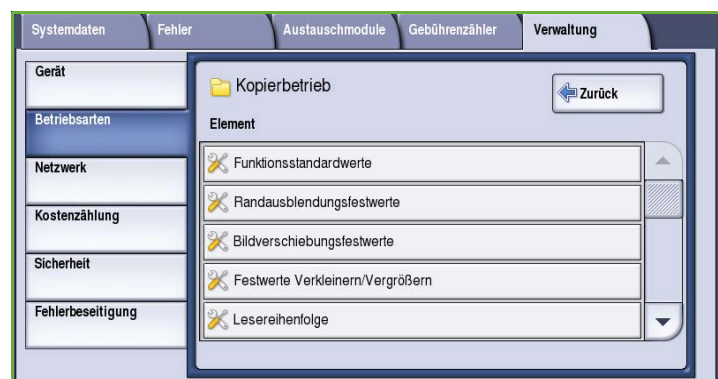 Systemdaten
Fehler
Austauschmodule
Gebührenzähler
Verwaltung
Gerät
Betriebsarten
Netzwerk
Kostenzählung
Sicherheit
Fehlerbeseitigung
Kopierbetrieb
Zurück
Element
Funktionsstandardwerte
Randausblendungsfestwerte
Bildverschiebungsfestwerte
Festwerte Verkleinern/Vergrößern
Lesereihenfolge